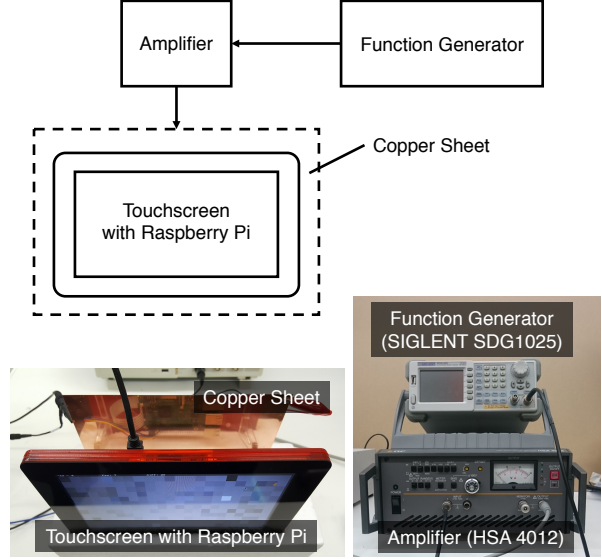 Amplifier
Function Generator
Copper Sheet
Touchscreen
with Raspberry Pi
Function Generator
(SIGLENT SDG1025)
Copper Sheet
Touchscreen with Raspberry Pi
Amplifier (HSA 4012)